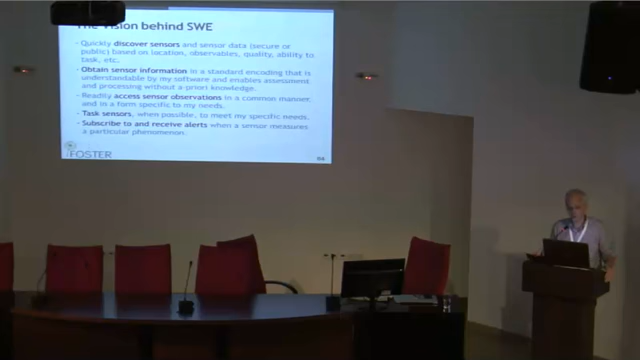 The Vision behind SWE
- Quickly discover sensors and sensor data (secure or
public) based on location, observables, quality, ability to
task, etc.
- Obtain sensor information in a standard encoding that is
understandable by my software and enables assessment
and processing without a-priori knowledge.
- Readily access sensor observations in a common manner,
and in a form specific to my needs.
- Task sensors, when possible, to meet my specific needs.
- Subscribe to and receive alerts when a sensor measures
a particular phenomenon.
FOSTER